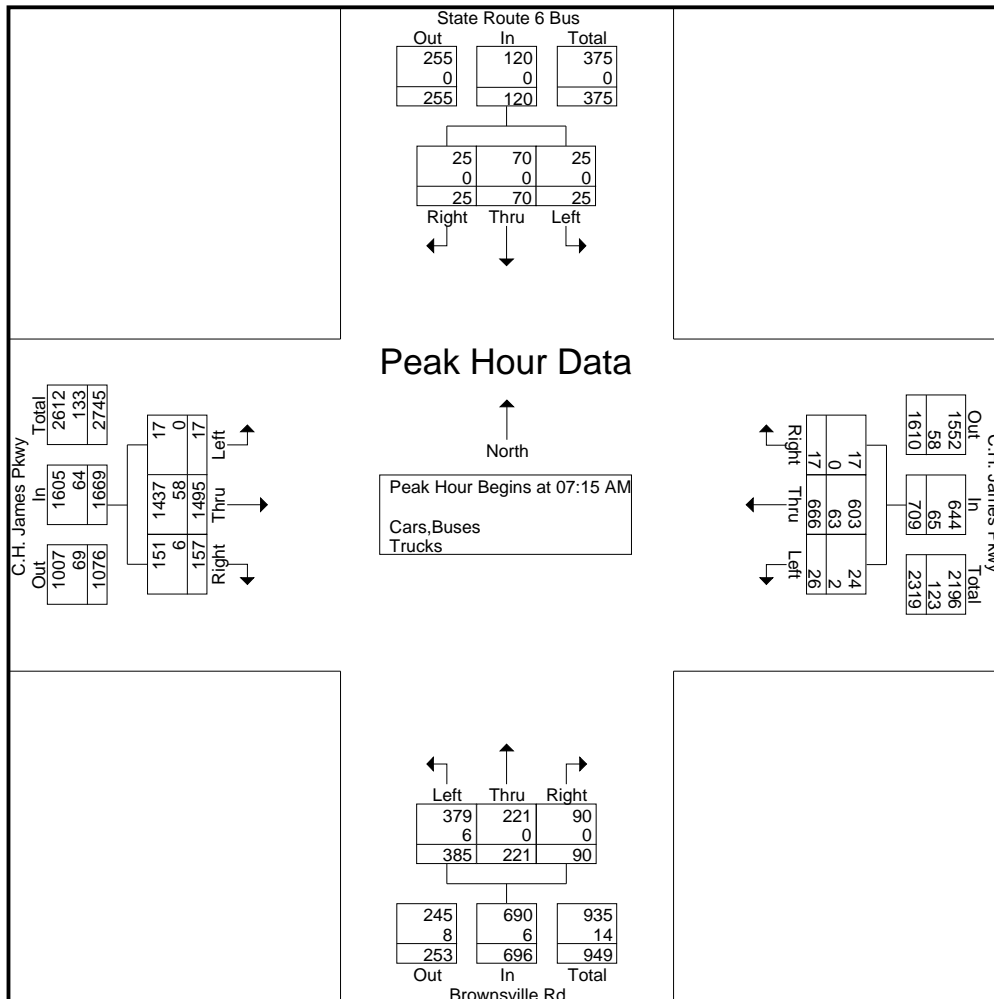 State Route 6 Bus
Out In Total
255 120 375
0 0 0
255 120 375
25 70 25
0 0 0
25 70 25
Right Thru Left
Peak Hour Data
North
Peak Hour Begins at 07:15 AM
Cars,Buses
Trucks
C.H. James Pkwy
Total In Out
2612 1605 1007
133 64 69
2745 1669 1076
17 1437 151
0 58 6
17 1495 157
Left Thru Right
C.H. James Pkwy
Out In Total
1552 644 2196
58 65 123
1610 709 2319
17 603 24
0 63 2
17 666 26
Right Thru Left
Left Thru Right
379 221 90
6 0 0
385 221 90
245 690 935
8 6 14
253 696 949
Out In Total
Brownsville Rd